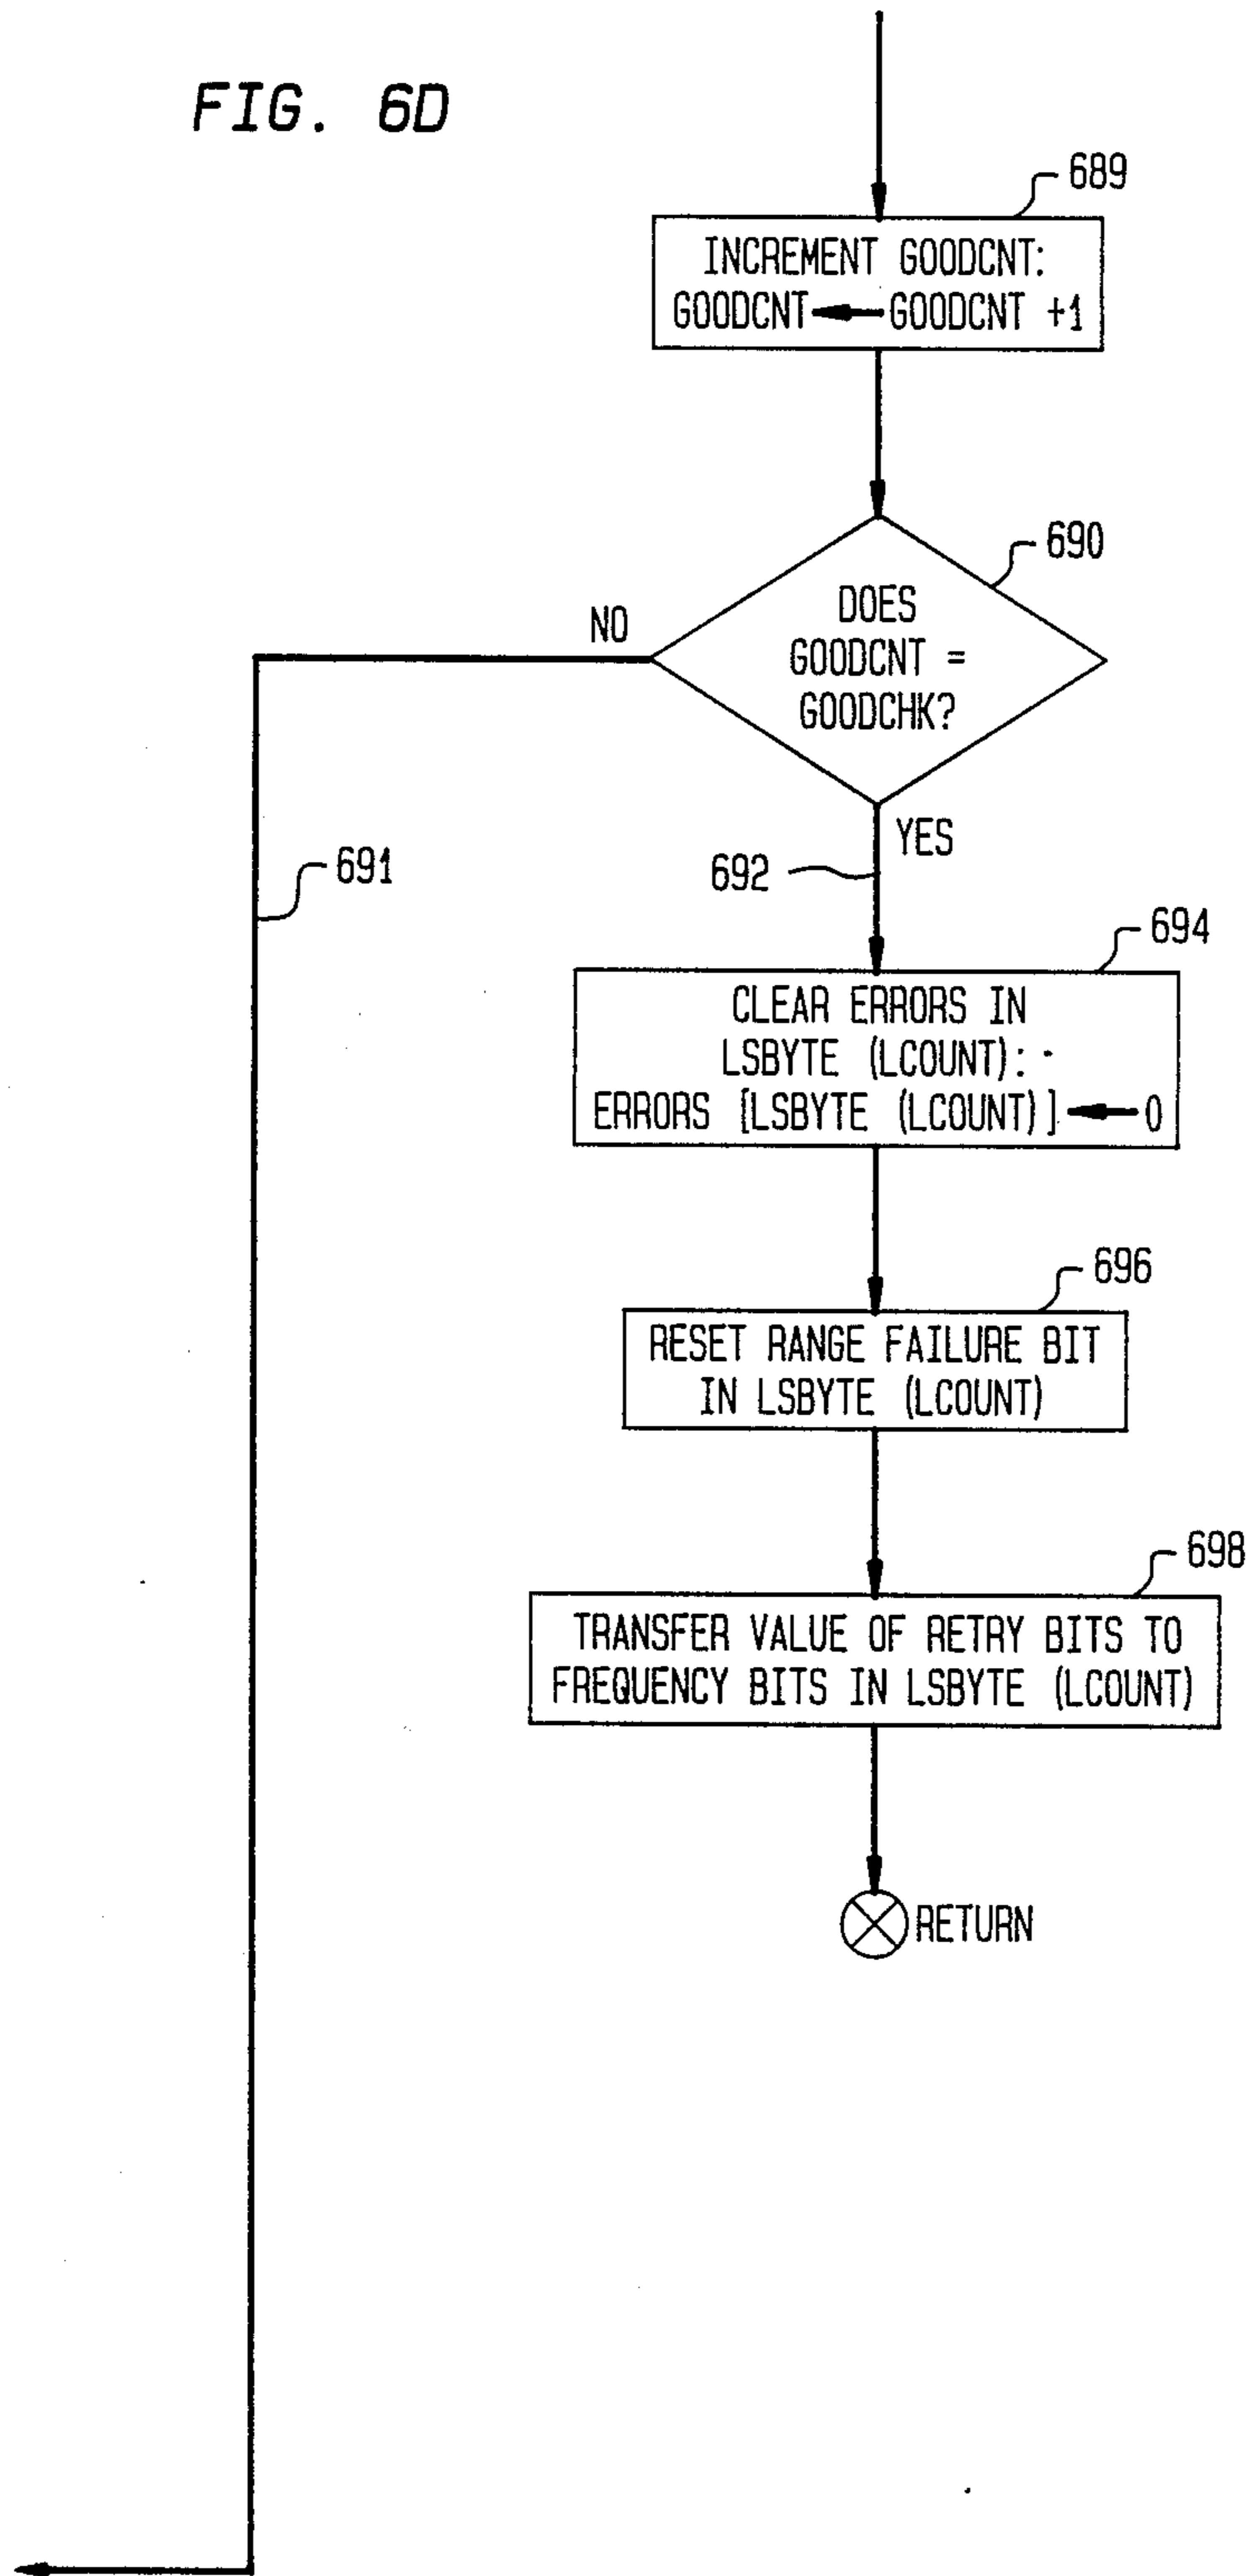 FIG. 6D
689
INCREMENT GOODCNT:
GOODCNT ← GOODCNT +1
690
DOES
GOODCNT =
GOODCHK?
NO
YES
691
692
694
CLEAR ERRORS IN
LSBYTE (LCOUNT):
ERRORS [LSBYTE (LCOUNT)] ← 0
696
RESET RANGE FAILURE BIT
IN LSBYTE (LCOUNT)
698
TRANSFER VALUE OF RETRY BITS TO
FREQUENCY BITS IN LSBYTE (LCOUNT)
RETURN